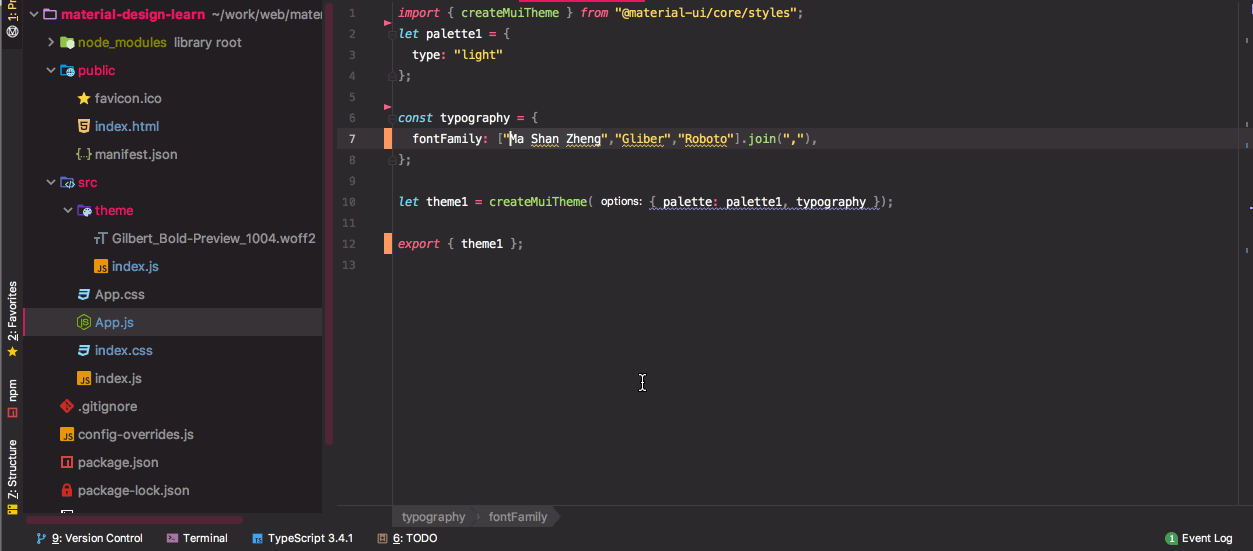 1: Pr
material-design-learn ~/work/web/mater
node_modules library root
public
favicon.ico
index.html
manifest.json
src
theme
Gilbert_Bold-Preview_1004.woff2
index.js
App.css
App.js
index.css
index.js
.gitignore
config-overrides.js
package.json
package-lock.json
2: Favorites
npm
Z: Structure
1 import { createMuiTheme } from "@material-ui/core/styles";
2 let palette1 = {
3 type: "light"
4 };
5
6 const typography = {
7 fontFamily: ["Ma Shan Zheng","Gliber","Roboto"].join(","),
8 };
9
10 let theme1 = createMuiTheme( options: { palette: palette1, typography });
11
12 export { theme1 };
13
typography fontFamily
9: Version Control Terminal TypeScript 3.4.1 6: TODO 1 Event Log